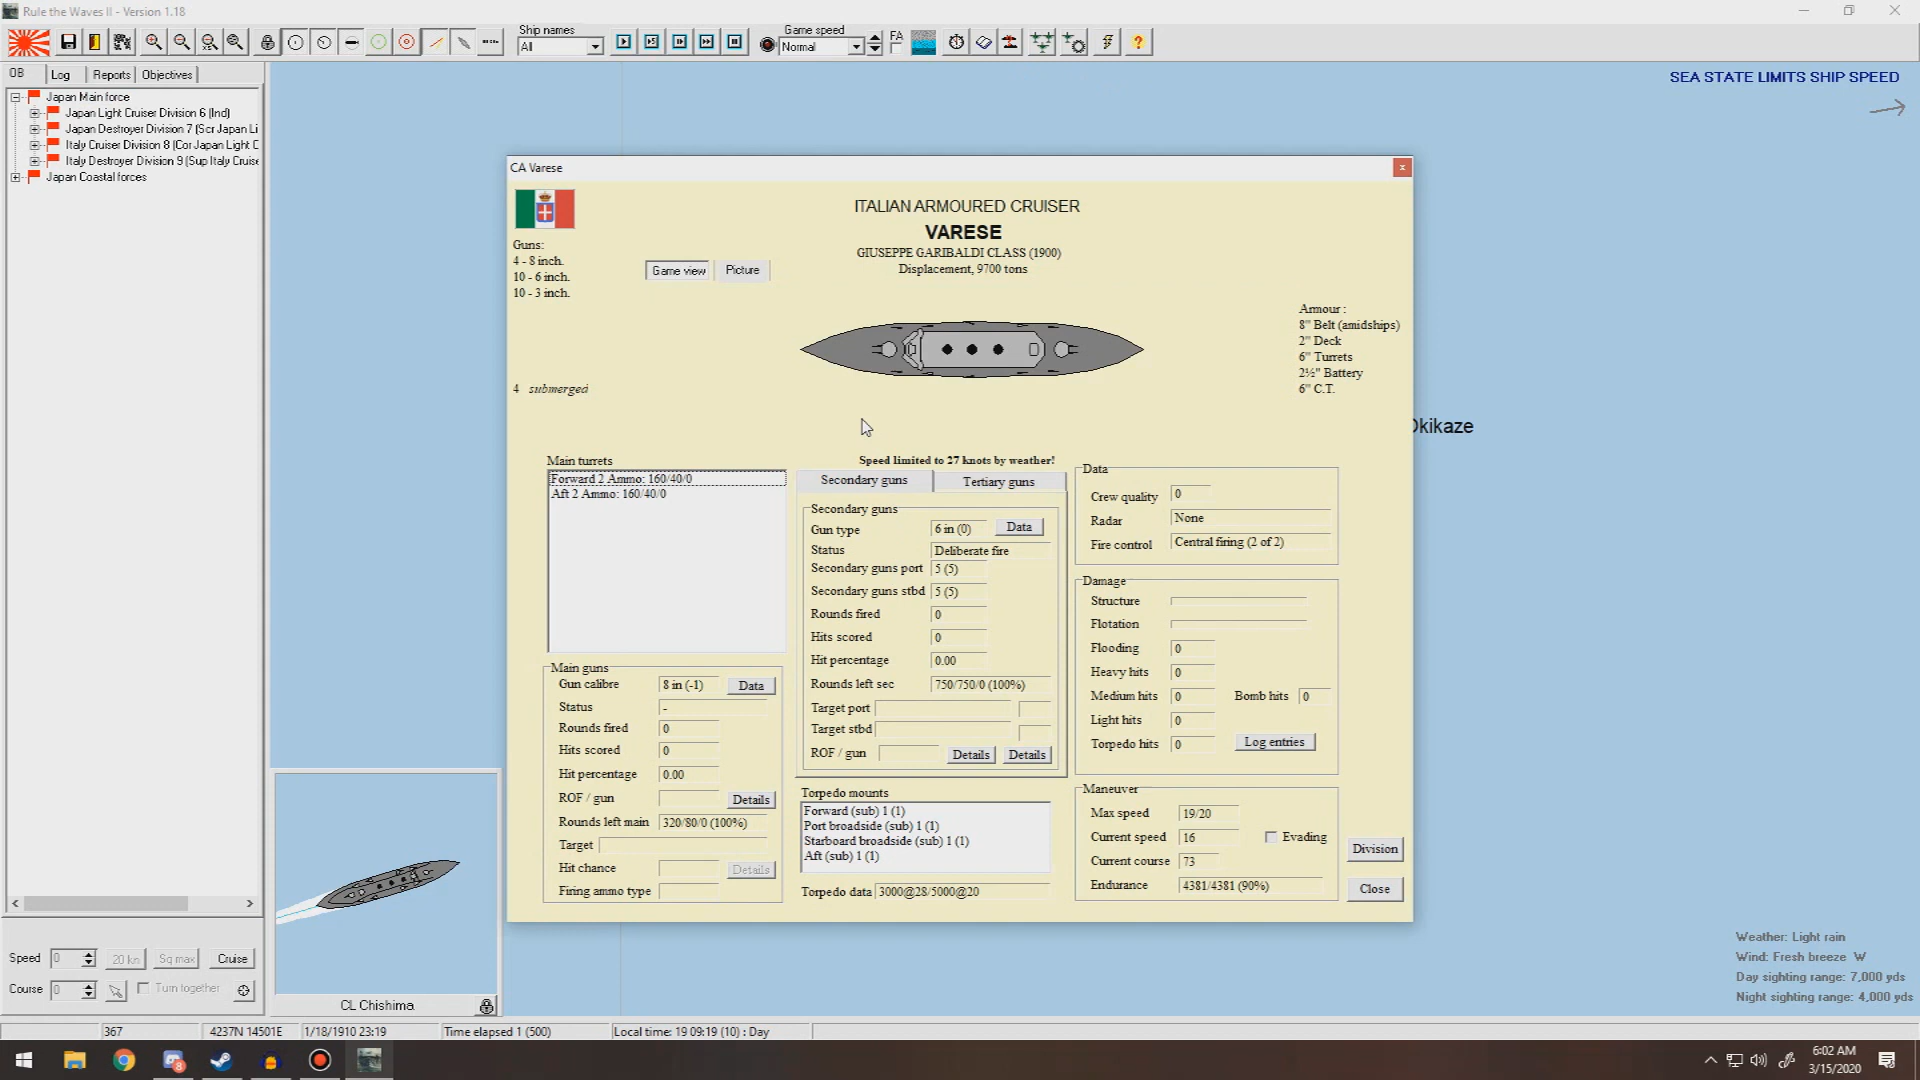 Rule the Waves II - Version 1.18
Ship names
All
Game speed
Normal
FA
OB
Log
Reports
Objectives
Japan Main force
Japan Light Cruiser Division 6 (Ind)
Japan Destroyer Division 7 (Scr Japan Li
Italy Cruiser Division 8 (Cor Japan Light C
Italy Destroyer Division 9 (Sup Italy Cruise
Japan Coastal forces
SEA STATE LIMITS SHIP SPEED
Okikaze
CA Varese
ITALIAN ARMOURED CRUISER
VARESE
GIUSEPPE GARIBALDI CLASS (1900)
Displacement, 9700 tons
Guns:
4 - 8 inch.
10 - 6 inch.
10 - 3 inch.
Game view
Picture
4 submerged
Armour :
8" Belt (amidships)
2" Deck
6" Turrets
2½" Battery
6" C.T.
Main turrets
Forward 2 Ammo: 160/40/0
Aft 2 Ammo: 160/40/0
Main guns
Gun calibre 8 in (-1) Data
Status -
Rounds fired 0
Hits scored 0
Hit percentage 0.00
ROF / gun Details
Rounds left main 320/80/0 (100%)
Target
Hit chance Details
Firing ammo type
Speed limited to 27 knots by weather!
Secondary guns
Tertiary guns
Secondary guns
Gun type 6 in (0) Data
Status Deliberate fire
Secondary guns port 5 (5)
Secondary guns stbd 5 (5)
Rounds fired 0
Hits scored 0
Hit percentage 0.00
Rounds left sec 750/750/0 (100%)
Target port
Target stbd
ROF / gun Details Details
Torpedo mounts
Forward (sub) 1 (1)
Port broadside (sub) 1 (1)
Starboard broadside (sub) 1 (1)
Aft (sub) 1 (1)
Torpedo data 3000@28/5000@20
Data
Crew quality 0
Radar None
Fire control Central firing (2 of 2)
Damage
Structure
Flotation
Flooding 0
Heavy hits 0
Medium hits 0 Bomb hits 0
Light hits 0
Torpedo hits 0 Log entries
Maneuver
Max speed 19/20
Current speed 16 Evading
Current course 73
Endurance 4381/4381 (90%)
Division
Close
Speed 0 20 kn Sq max Cruise
Course 0 Turn together
CL Chishima
Weather: Light rain
Wind: Fresh breeze W
Day sighting range: 7,000 yds
Night sighting range: 4,000 yds
367 4237N 14501E 1/18/1910 23:19 Time elapsed 1 (500) Local time: 19 09:19 (10) : Day
8
6:02 AM
3/15/2020